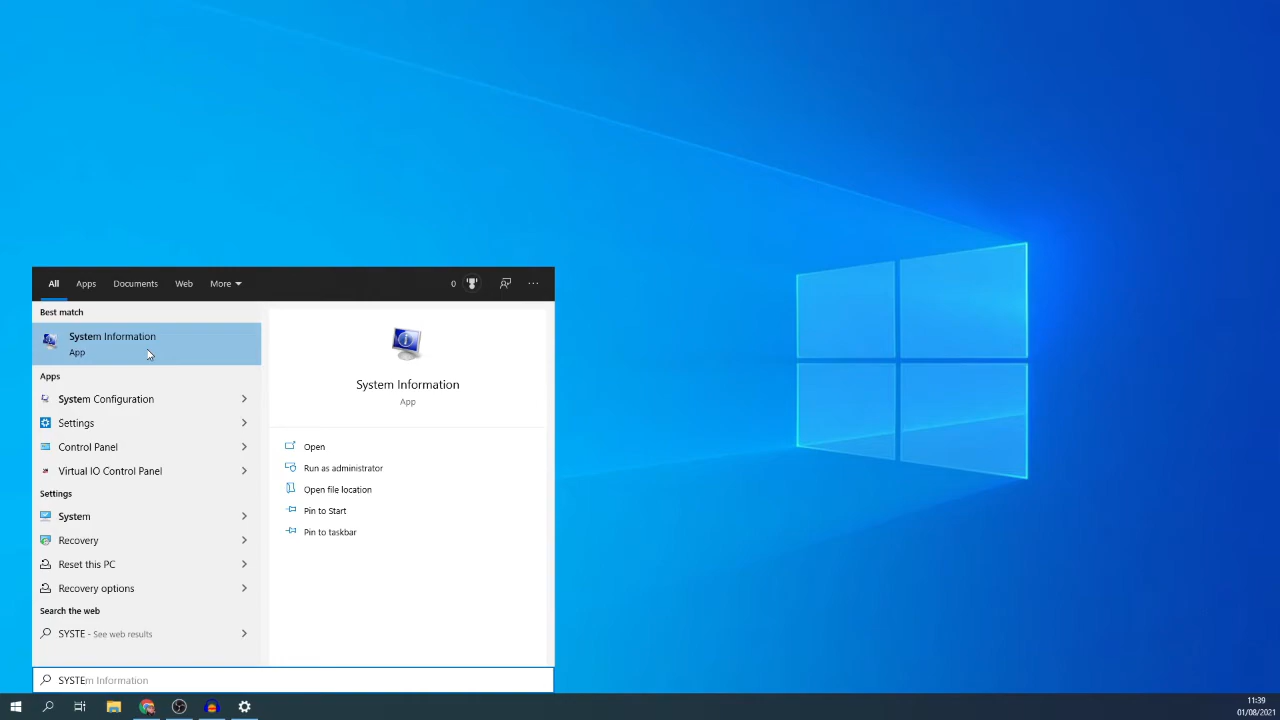 All Apps Documents Web More 0 ...
Best match
System Information
App
Apps
System Configuration
Settings
Control Panel
Virtual IO Control Panel
Settings
System
Recovery
Reset this PC
Recovery options
Search the web
SYSTE - See web results
System Information
App
Open
Run as administrator
Open file location
Pin to Start
Pin to taskbar
SYSTEm Information
11:39
01/08/2021